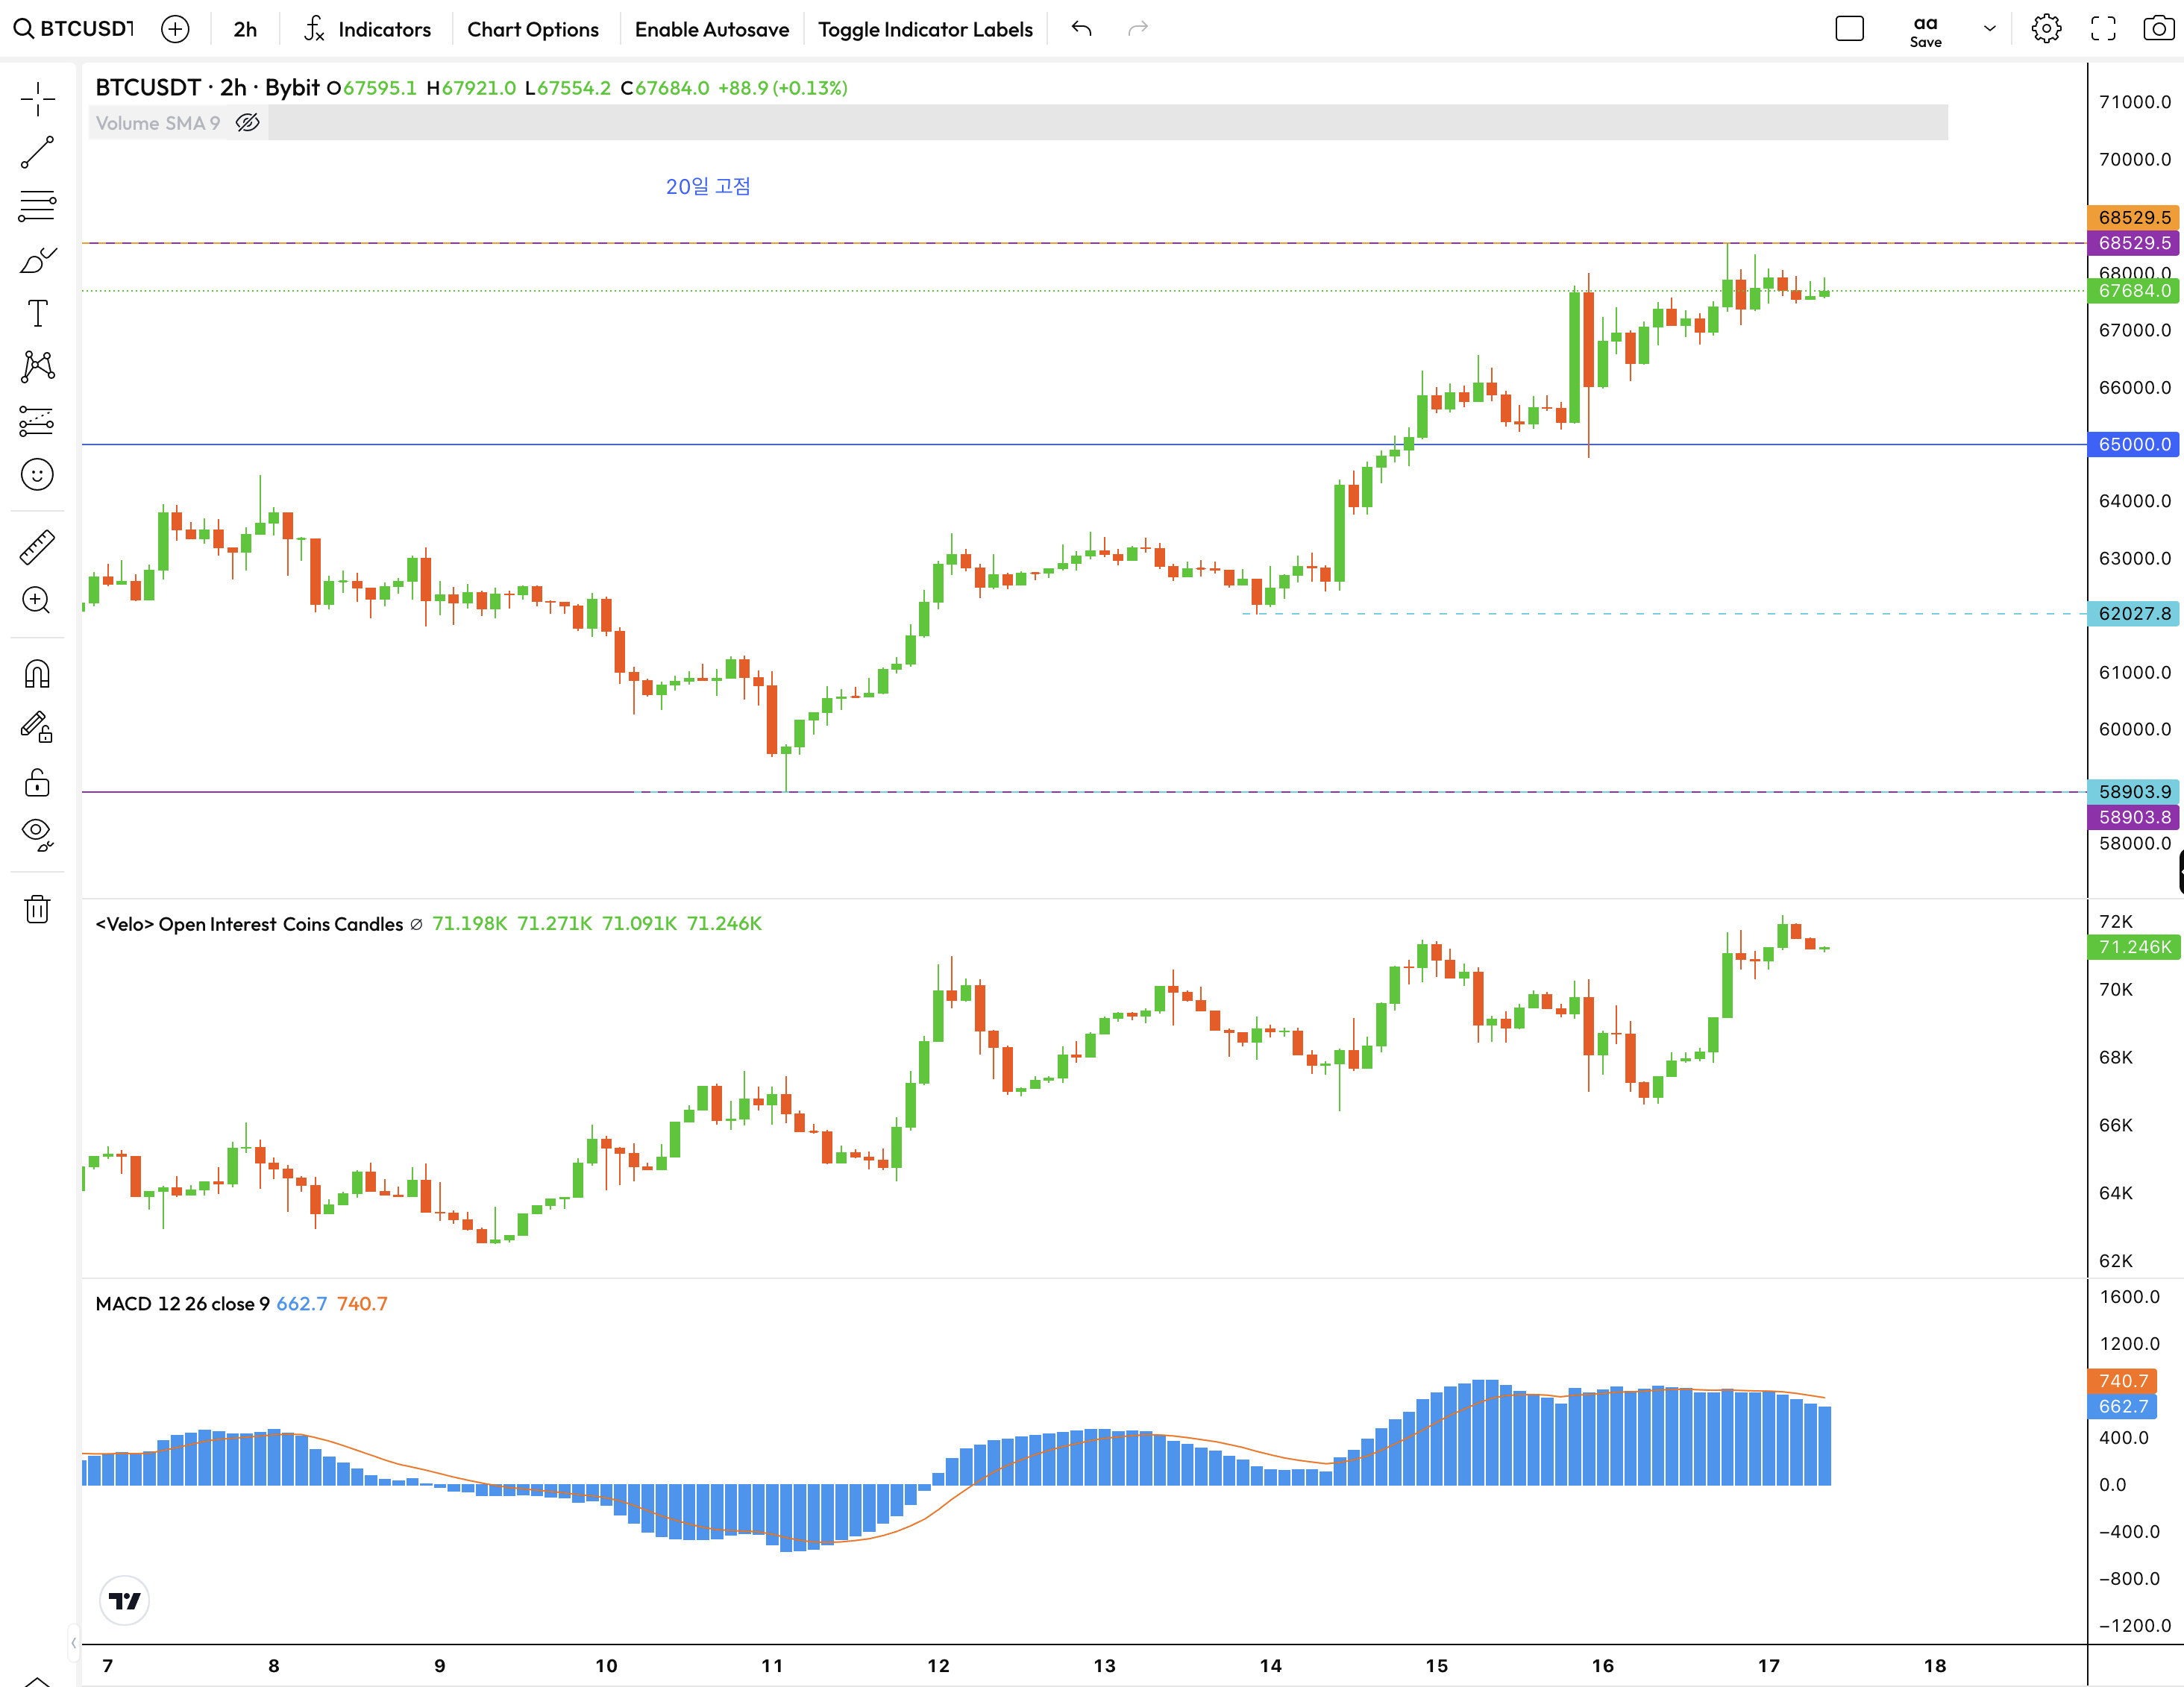 BTCUSDT 2h Indicators Chart Options Enable Autosave Toggle Indicator Labels aa
Save
BTCUSDT · 2h · Bybit O67595.1 H67921.0 L67554.2 C67684.0 +88.9 (+0.13%)
Volume SMA 9
20일 고점
71000.0
70000.0
68529.5
68529.5
68000.0
67684.0
67000.0
66000.0
65000.0
64000.0
63000.0
62027.8
61000.0
60000.0
58903.9
58903.8
58000.0
<Velo> Open Interest Coins Candles ∅ 71.198K 71.271K 71.091K 71.246K
72K
71.246K
70K
68K
66K
64K
62K
MACD 12 26 close 9 662.7 740.7
1600.0
1200.0
740.7
662.7
400.0
0.0
−400.0
−800.0
−1200.0
7 8 9 10 11 12 13 14 15 16 17 18